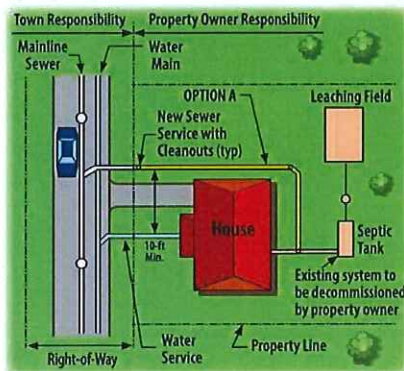 Town Responsibility
Property Owner Responsibility
Mainline
Sewer
Water
Main
OPTION A
New Sewer
Service with
Cleanouts (typ)
Leaching Field
House
10-ft
Min.
Septic
Tank
Existing system to
be decommissioned
by property owner
Water
Service
Property Line
Right-of-Way